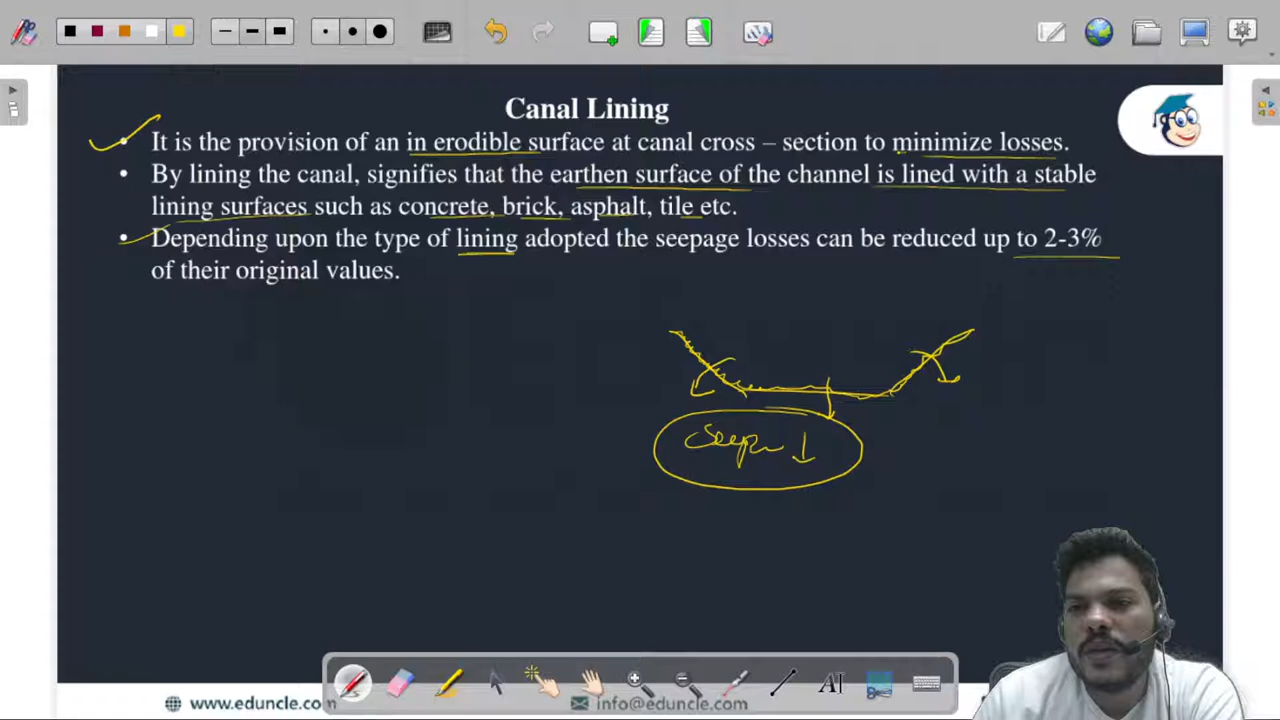 Canal Lining
• It is the provision of an in erodible surface at canal cross – section to minimize losses.
• By lining the canal, signifies that the earthen surface of the channel is lined with a stable
lining surfaces such as concrete, brick, asphalt, tile etc.
• Depending upon the type of lining adopted the seepage losses can be reduced up to 2-3%
of their original values.
www.eduncle.com
info@eduncle.com